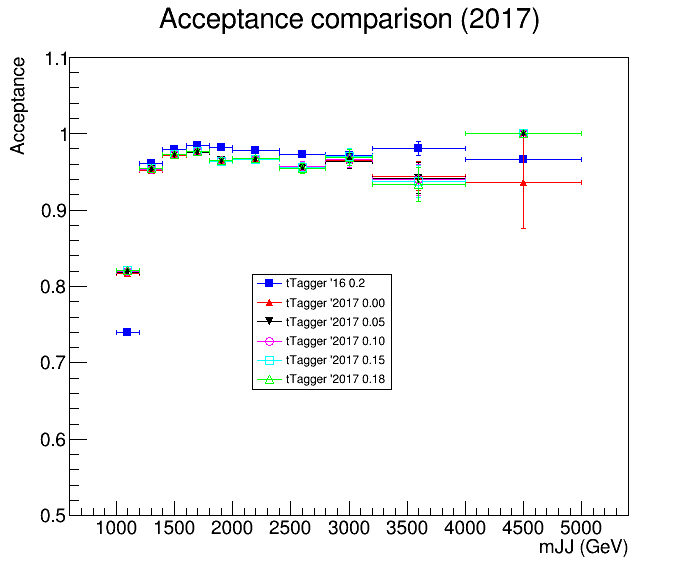 Acceptance comparison (2017)
Acceptance
1.1
1
0.9
0.8
0.7
0.6
0.5
tTagger '16 0.2
tTagger '2017 0.00
tTagger '2017 0.05
tTagger '2017 0.10
tTagger '2017 0.15
tTagger '2017 0.18
1000 1500 2000 2500 3000 3500 4000 4500 5000
mJJ (GeV)